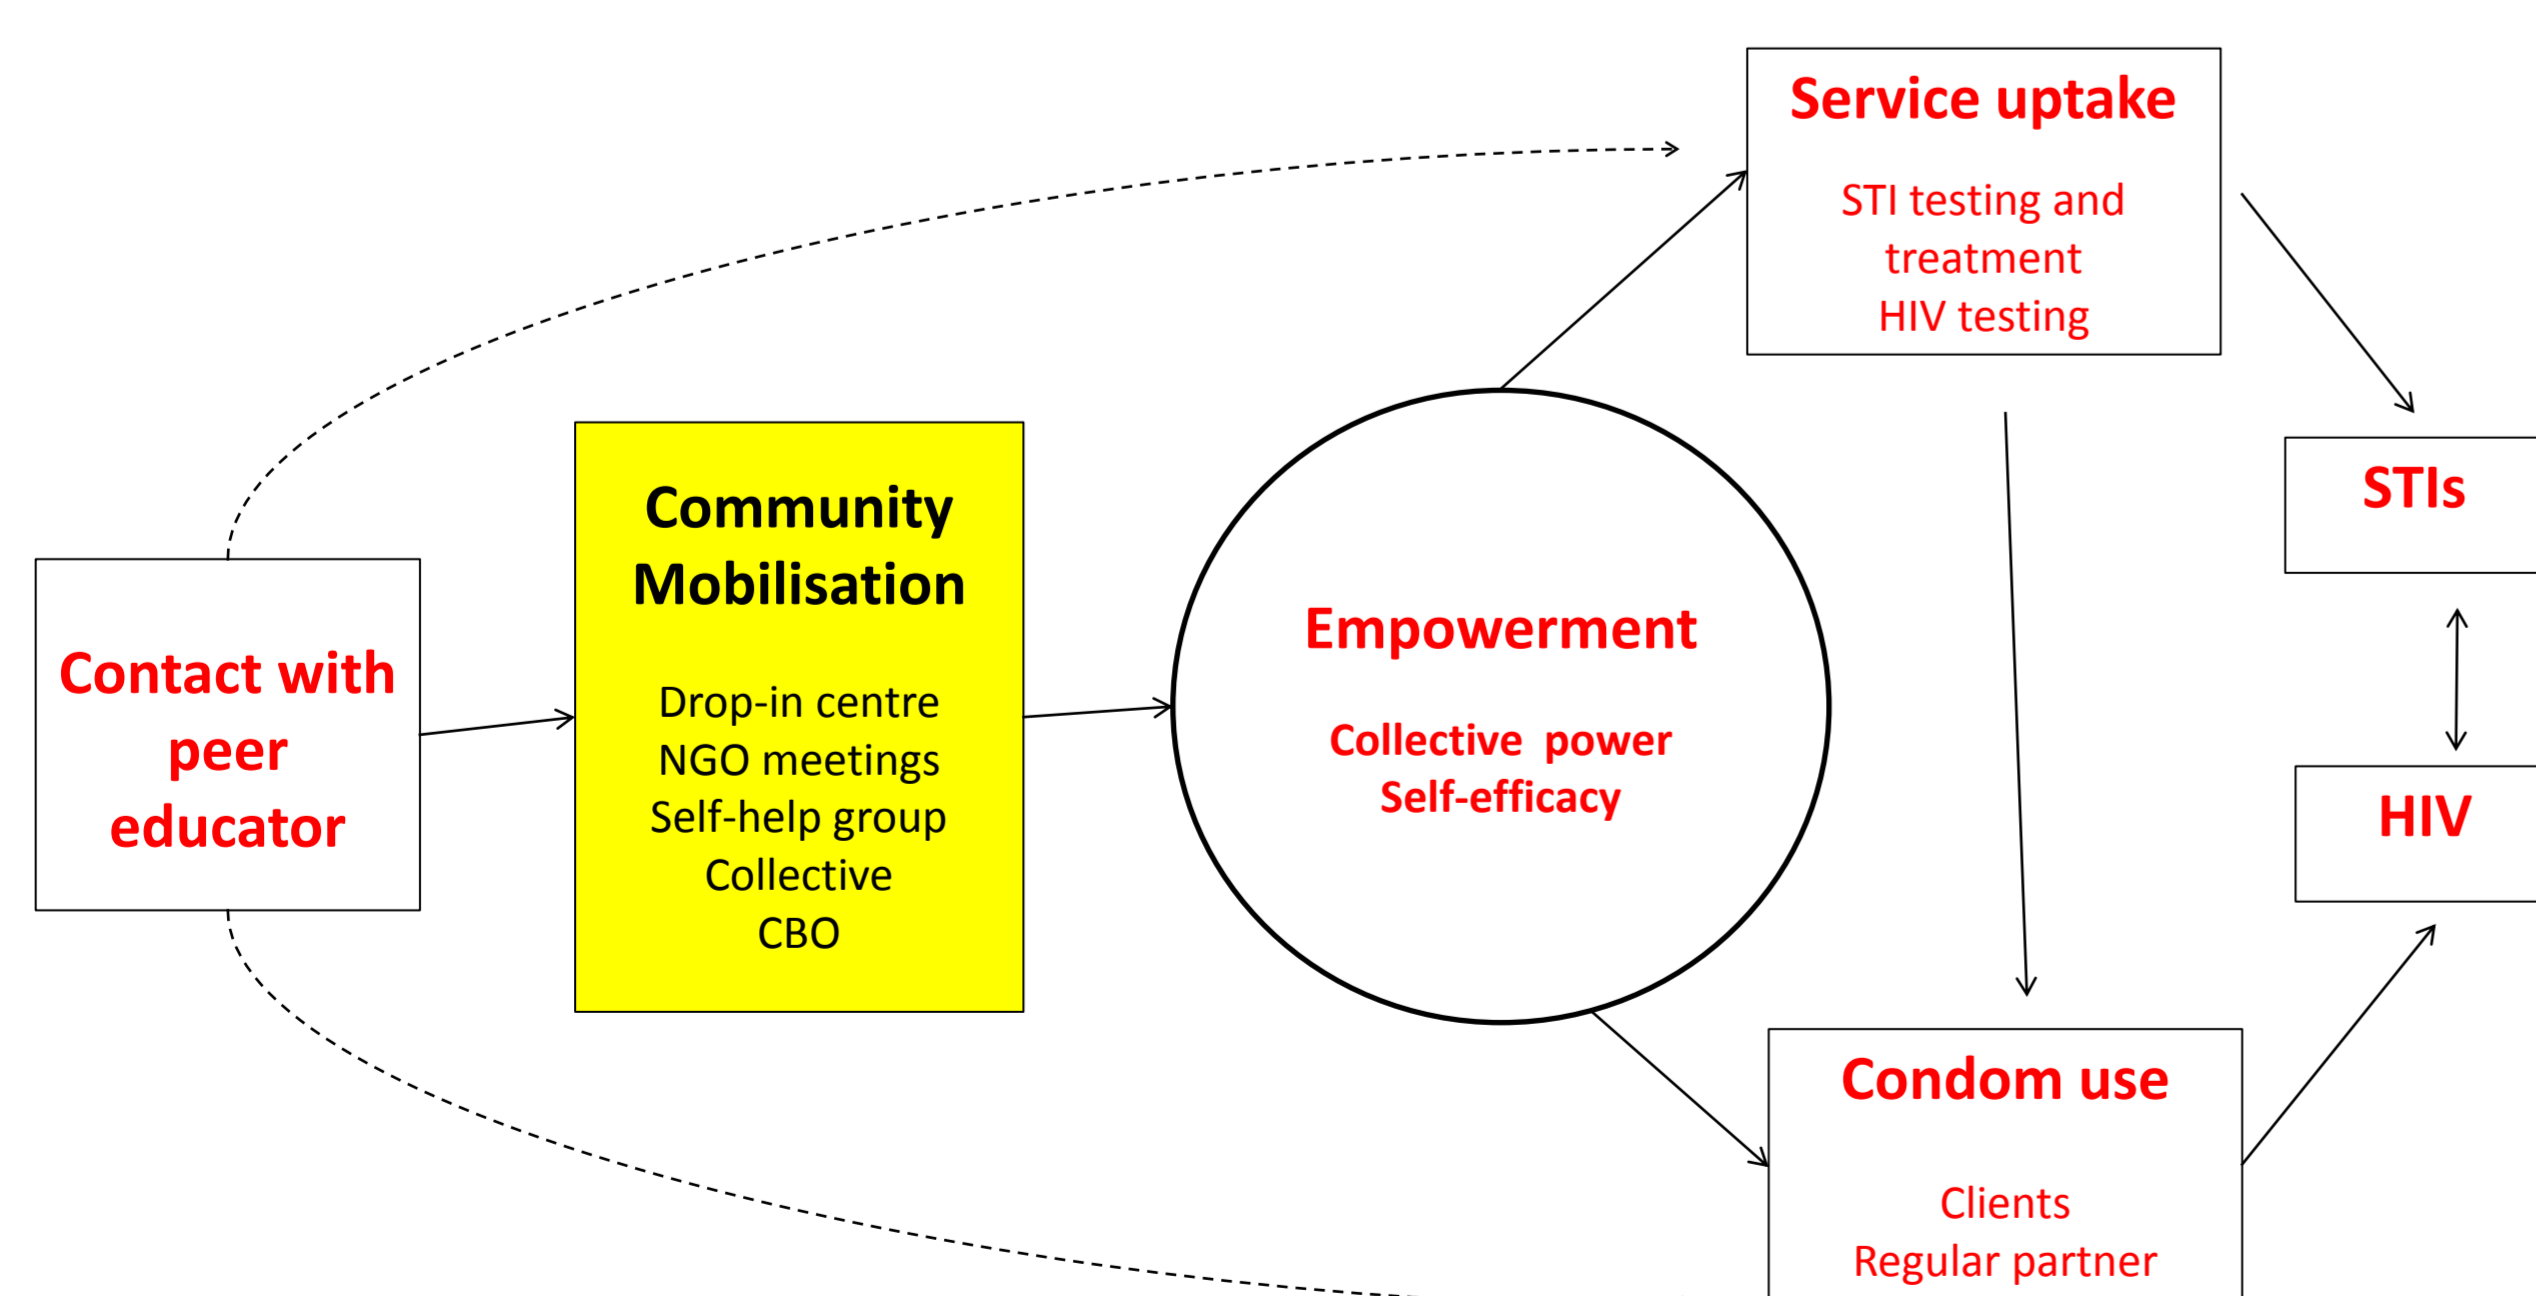 Service uptake
STI testing and
treatment
HIV testing
Community
Mobilisation
Drop-in centre
NGO meetings
Self-help group
Collective
CBO
Contact with
peer
educator
Empowerment
Collective power
Self-efficacy
STIs
HIV
Condom use
Clients
Regular partner